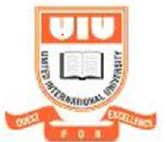 UIU
UNITED INTERNATIONAL UNIVERSITY
QUEST FOR EXCELLENCE